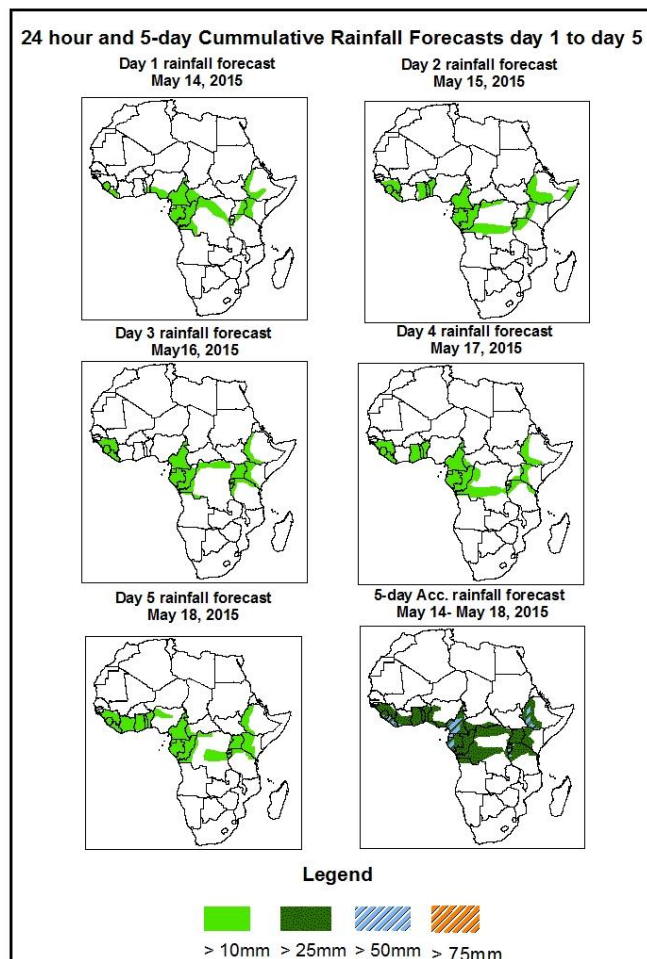 24 hour and 5-day Cummulative Rainfall Forecasts day 1 to day 5
Day 1 rainfall forecast
May 14, 2015
Day 2 rainfall forecast
May 15, 2015
Day 3 rainfall forecast
May16, 2015
Day 4 rainfall forecast
May 17, 2015
Day 5 rainfall forecast
May 18, 2015
5-day Acc. rainfall forecast
May 14- May 18, 2015
Legend
> 10mm > 25mm > 50mm > 75mm